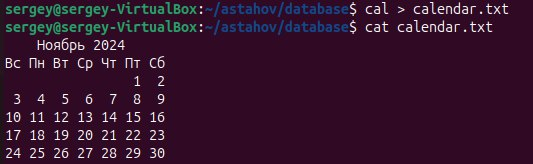 sergey@sergey-VirtualBox:~/astahov/database$ cal > calendar.txt
sergey@sergey-VirtualBox:~/astahov/database$ cat calendar.txt
    Ноябрь 2024
Вс Пн Вт Ср Чт Пт Сб
                1  2
 3  4  5  6  7  8  9
10 11 12 13 14 15 16
17 18 19 20 21 22 23
24 25 26 27 28 29 30